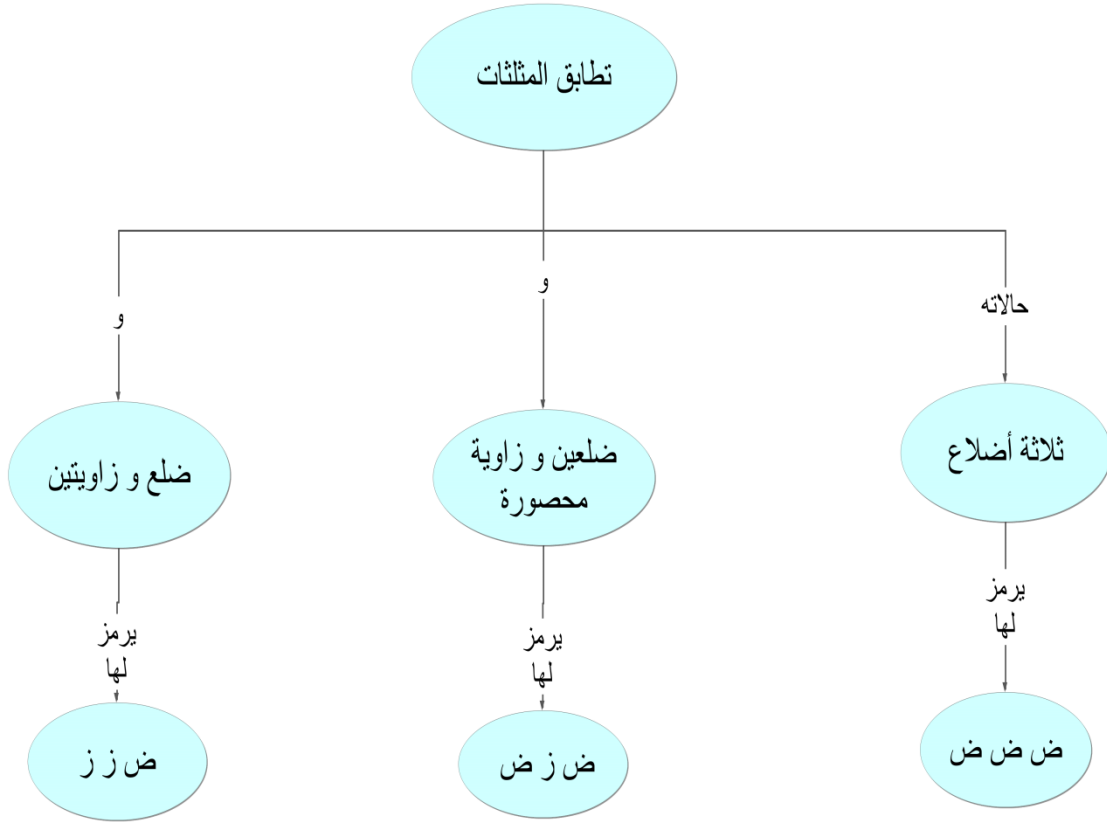 تطابق المثلثات
حالاته
و
و
ثلاثة أضلاع
ضلعين و زاوية
محصورة
ضلع و زاويتين
يرمز
لها
يرمز
لها
يرمز
لها
ض ض ض
ض ز ض
ض ز ز